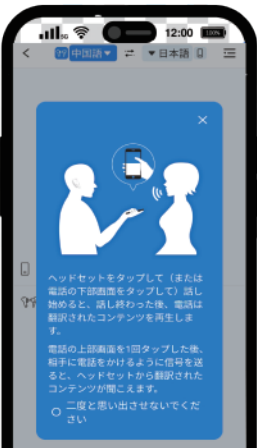 5G 12:00 100%
中国語 ▼ ⇄ ▼ 日本語
ヘッドセットをタップして（または
電話の下部画面をタップして）話し
始めると、話し終わった後、電話は
翻訳されたコンテンツを再生しま
す。
電話の上部画面を1回タップした後、
相手に電話をかけるように信号を送
ると、ヘッドセットから翻訳された
コンテンツが聞こえます。
二度と思い出させないでくだ
さい